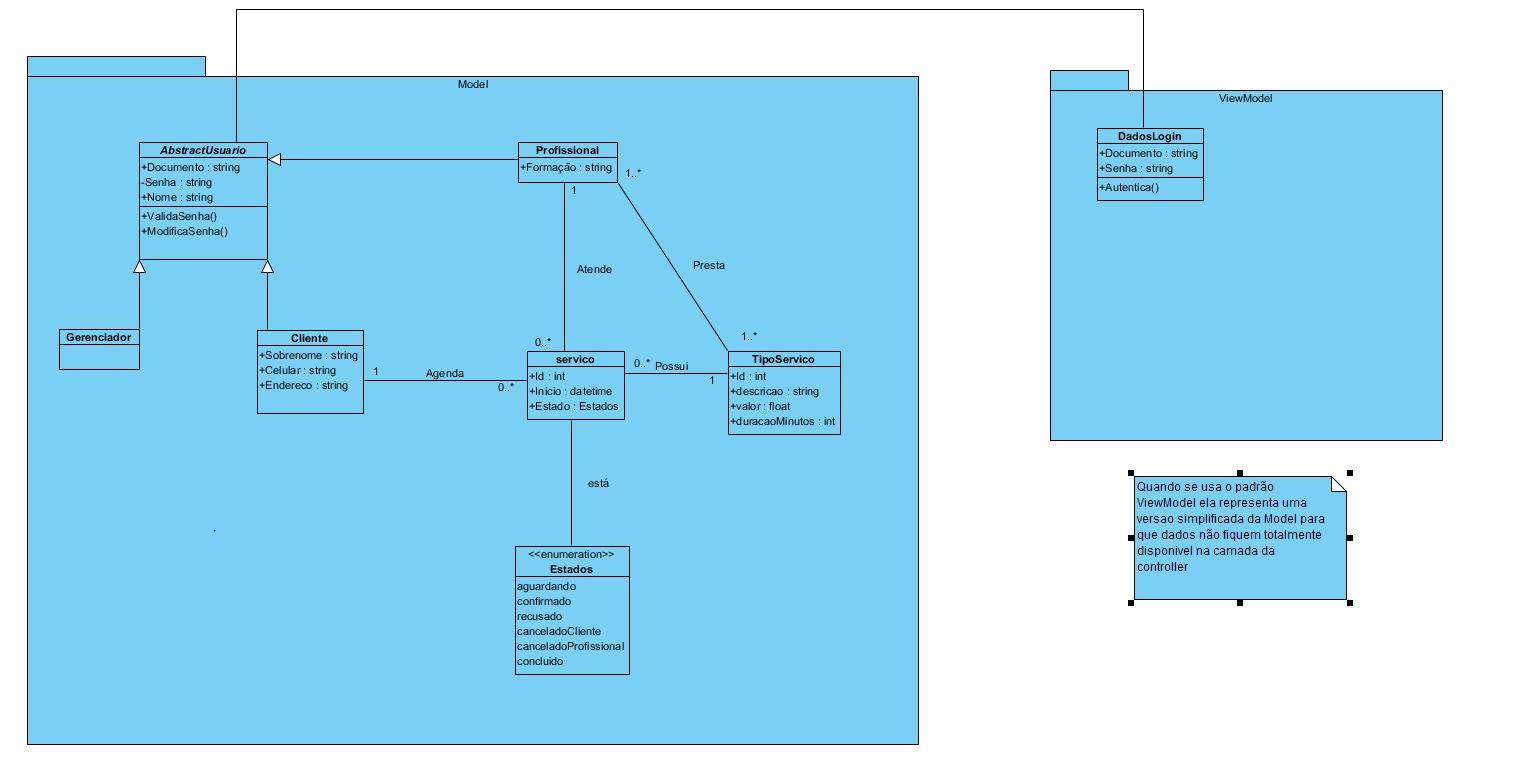 Model
ViewModel
AbstractUsuario
+Documento : string
-Senha : string
+Nome : string
+ValidaSenha()
+ModificaSenha()
Profissional
+Formação : string
1..*
1
DadosLogin
+Documento : string
+Senha : string
+Autentica()
Atende
Presta
Gerenciador
Cliente
+Sobrenome : string
+Celular : string
+Endereco : string
1
Agenda
0..*
0..*
servico
+Id : int
+Inicio : datetime
+Estado : Estados
0..*
Possui
1
1..*
TipoServico
+Id : int
+descricao : string
+valor : float
+duracaoMinutos : int
está
<<enumeration>>
Estados
aguardando
confirmado
recusado
canceladoCliente
canceladoProfissional
concluido
Quando se usa o padrão
ViewModel ela representa uma
versao simplificada da Model para
que dados não fiquem totalmente
disponivel na camada da
controller